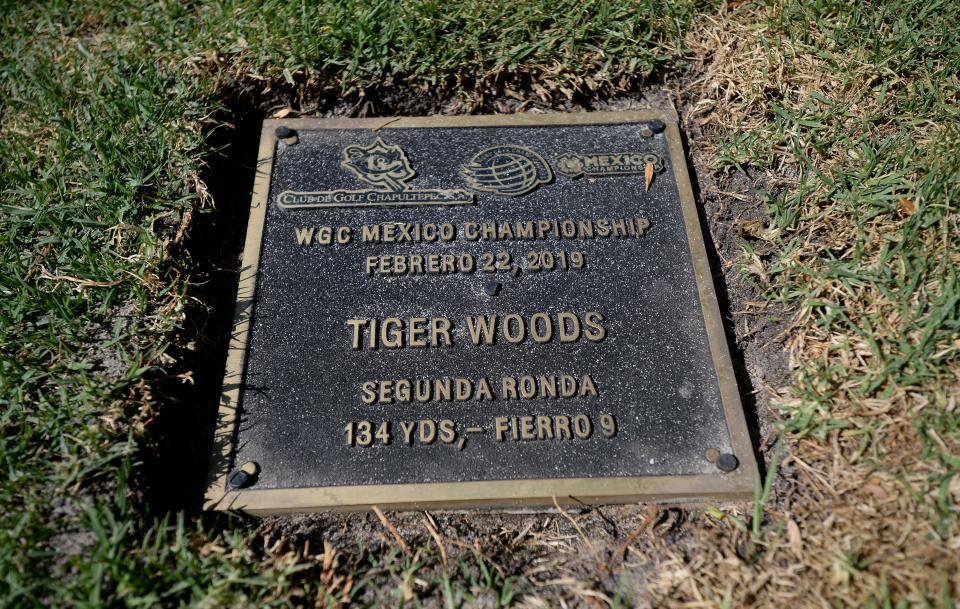 CLUB DE GOLF CHAPULTEPEC
MEXICO
CHAMPIONSHIP
WGC MEXICO CHAMPIONSHIP
FEBRERO 22, 2019
TIGER WOODS
SEGUNDA RONDA
134 YDS,- FIERRO 9